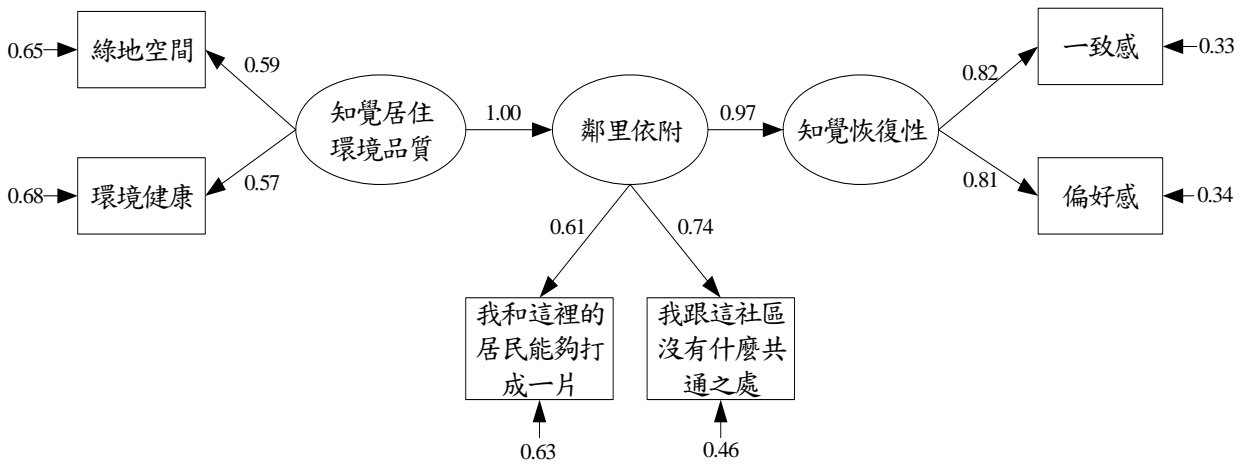 0.65
綠地空間
0.59
環境健康
0.68
0.57
知覺居住
環境品質
1.00
鄰里依附
0.97
知覺恢復性
0.82
一致感
0.33
0.81
偏好感
0.34
0.61
0.74
我和這裡的
居民能夠打
成一片
我跟這社區
沒有什麼共
通之處
0.63
0.46